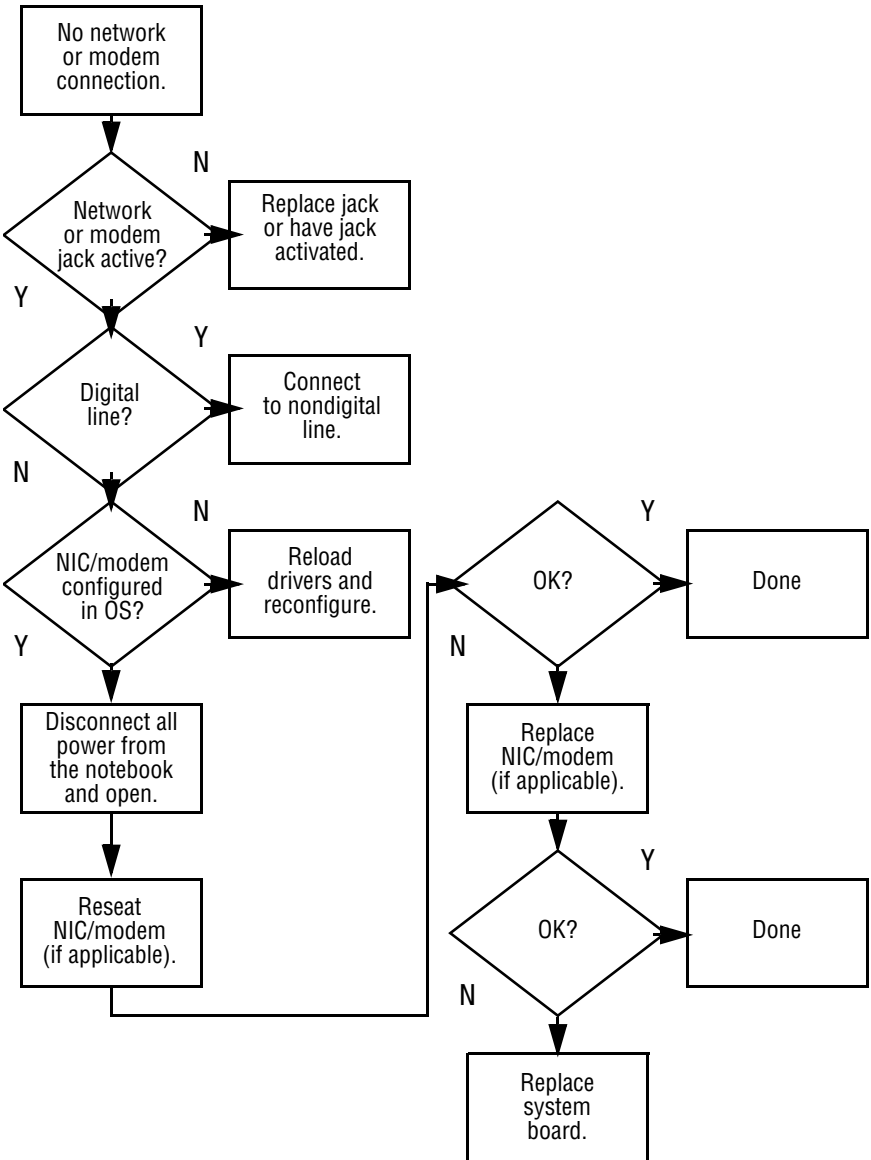 No network
or modem
connection.
N
Network
or modem
jack active?
Replace jack
or have jack
activated.
Y
Y
Digital
line?
Connect
to nondigital
line.
N
N
NIC/modem
configured
in OS?
Reload
drivers and
reconfigure.
Y
Disconnect all
power from
the notebook
and open.
Reseat
NIC/modem
(if applicable).
Y
OK?
Done
N
Replace
NIC/modem
(if applicable).
Y
OK?
Done
N
Replace
system
board.